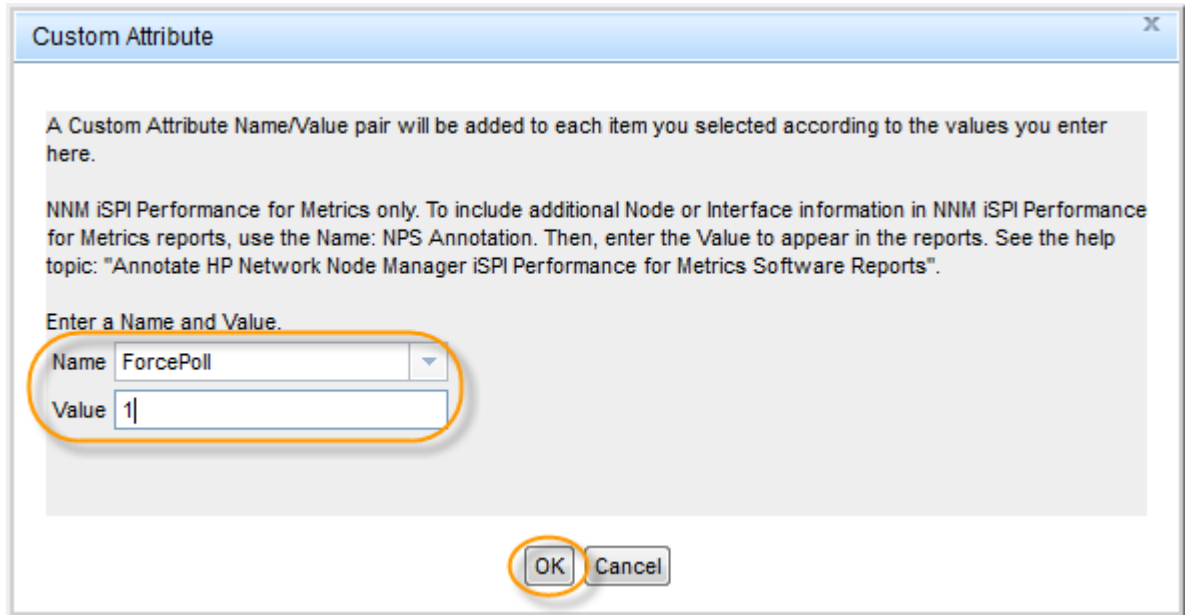 Custom Attribute
x
A Custom Attribute Name/Value pair will be added to each item you selected according to the values you enter
here.
NNM iSPI Performance for Metrics only. To include additional Node or Interface information in NNM iSPI Performance
for Metrics reports, use the Name: NPS Annotation. Then, enter the Value to appear in the reports. See the help
topic: "Annotate HP Network Node Manager iSPI Performance for Metrics Software Reports".
Enter a Name and Value.
Name ForcePoll
Value 1
OK Cancel